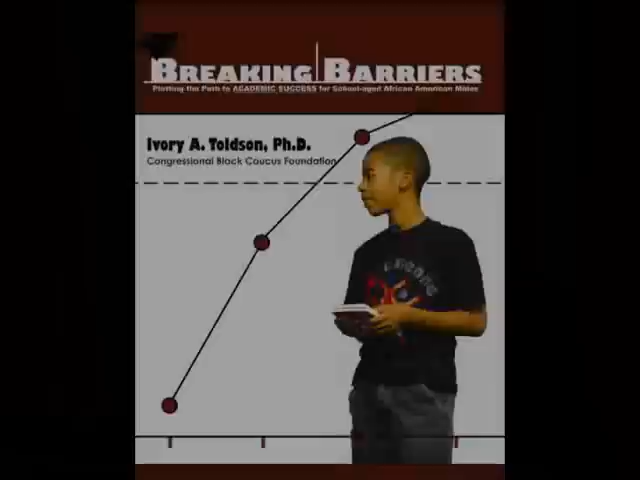 BREAKING BARRIERS
Plotting the Path to ACADEMIC SUCCESS for School-aged African American Males
Ivory A. Toldson, Ph.D.
Congressional Black Caucus Foundation